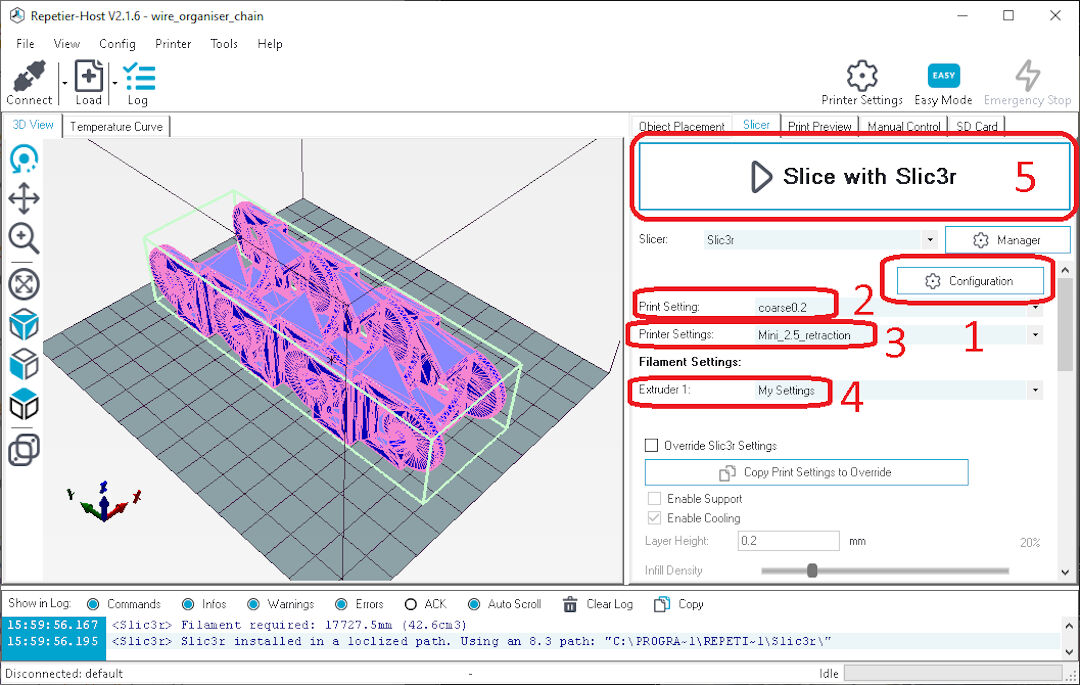 Repetier-Host V2.1.6 - wire_organiser_chain
File View Config Printer Tools Help
Connect Load Log Printer Settings EASY Easy Mode Emergency Stop
3D View Temperature Curve
Object Placement Slicer Print Preview Manual Control SD Card
Slice with Slic3r 5
Slicer: Slic3r Manager
Configuration
1
Print Setting: coarse0.2 2
Printer Settings: Mini_2.5_retraction 3
Filament Settings:
Extruder 1: My Settings 4
Override Slic3r Settings
Copy Print Settings to Override
Enable Support
Enable Cooling
Layer Height: 0.2 mm
20%
Infill Density
Y Z X
Show in Log: Commands Infos Warnings Errors ACK Auto Scroll Clear Log Copy
15:59:56.167 <Slic3r> Filament required: 17727.5mm (42.6cm3)
15:59:56.195 <Slic3r> Slic3r installed in a loclized path. Using an 8.3 path: "C:\PROGRA~1\REPETI~1\Slic3r\"
Disconnected: default - Idle